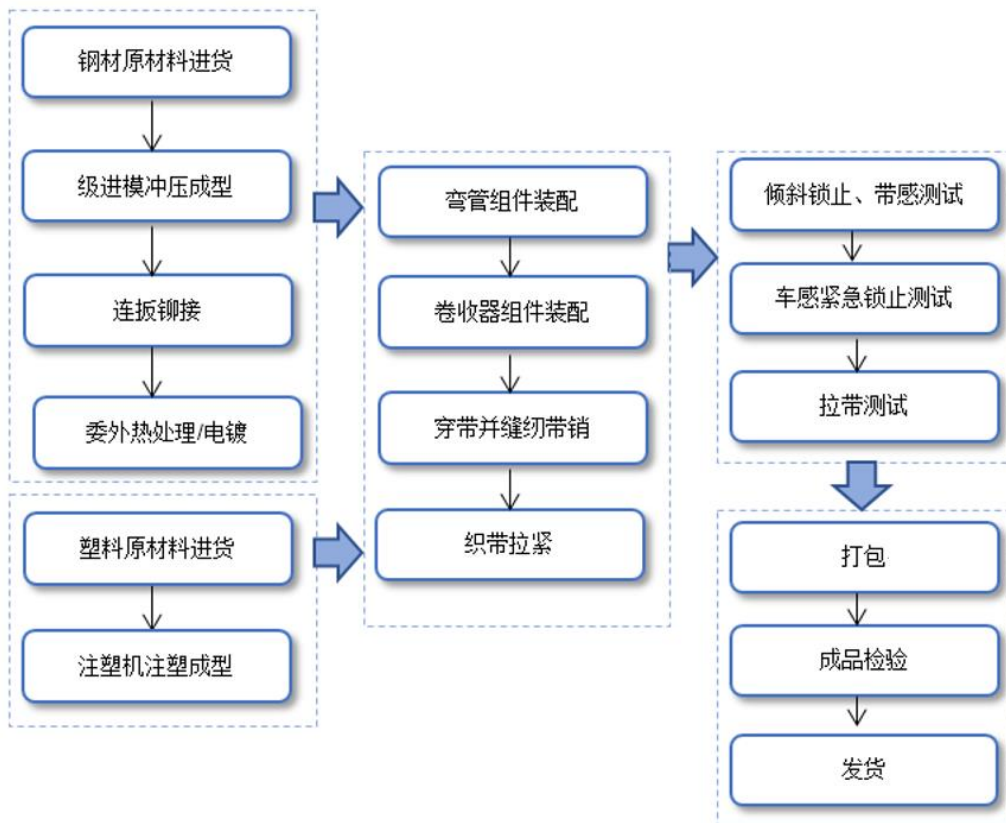 钢材原材料进货
级进模冲压成型
连扳铆接
委外热处理/电镀
塑料原材料进货
注塑机注塑成型
弯管组件装配
卷收器组件装配
穿带并缝纫带销
织带拉紧
倾斜锁止、带感测试
车感紧急锁止测试
拉带测试
打包
成品检验
发货